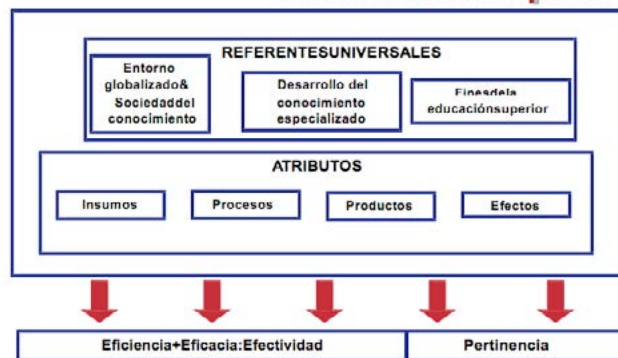 REFERENTESUNIVERSALES
Entorno
globalizado&
Sociedaddel
conocimiento
Desarrollo del
conocimiento
especializado
Finesdela
educaciónsuperior
ATRIBUTOS
Insumos
Procesos
Productos
Efectos
Eficiencia+Eficacia:Efectividad
Pertinencia